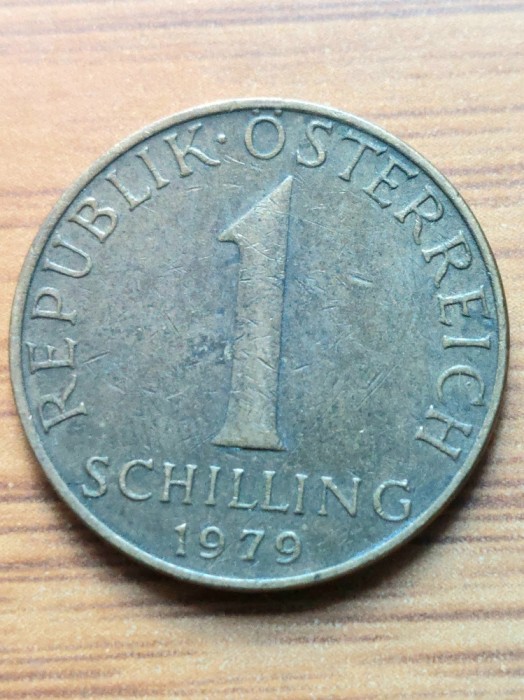 REPUBLIK · ÖSTERREICH
1
SCHILLING
1979